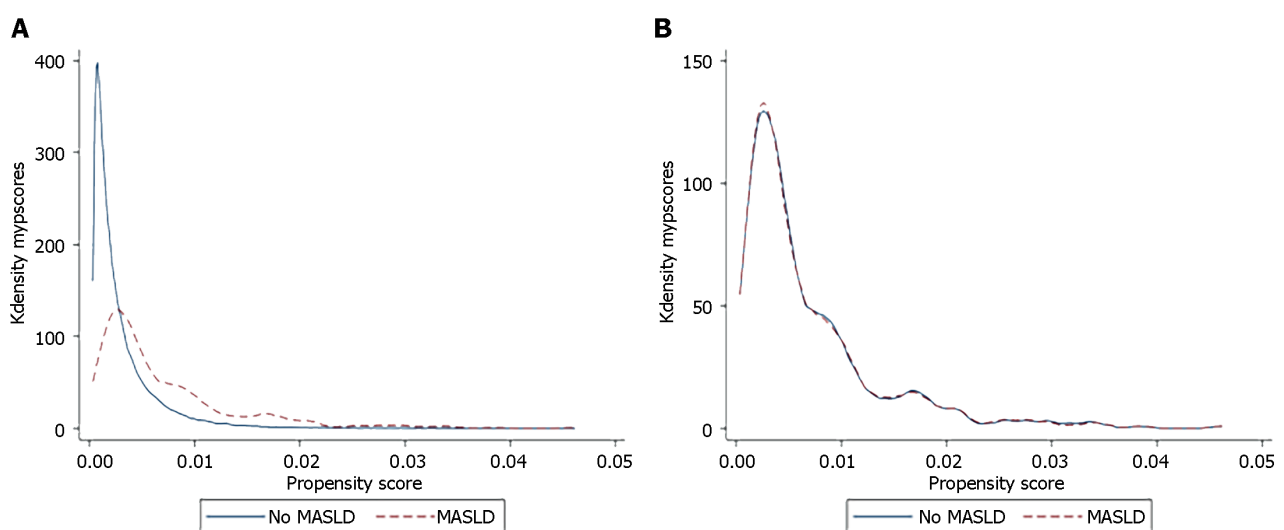 A
Kdensity mypscores
400
300
200
100
0
0.00 0.01 0.02 0.03 0.04 0.05
Propensity score
No MASLD MASLD
B
Kdensity mypscores
150
100
50
0
0.00 0.01 0.02 0.03 0.04 0.05
Propensity score
No MASLD MASLD